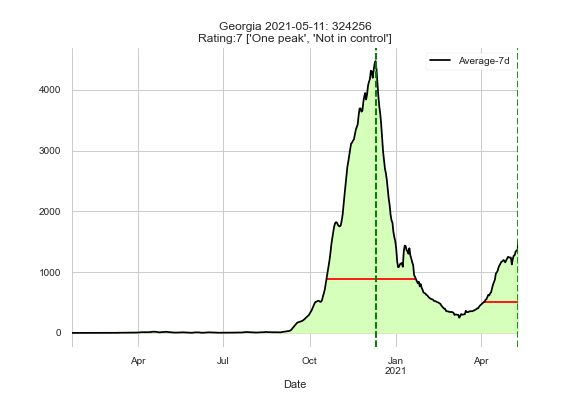 Georgia 2021-05-11: 324256
Rating:7 ['One peak', 'Not in control']
Average-7d
4000
3000
2000
1000
0
Apr
Jul
Oct
Jan
2021
Apr
Date